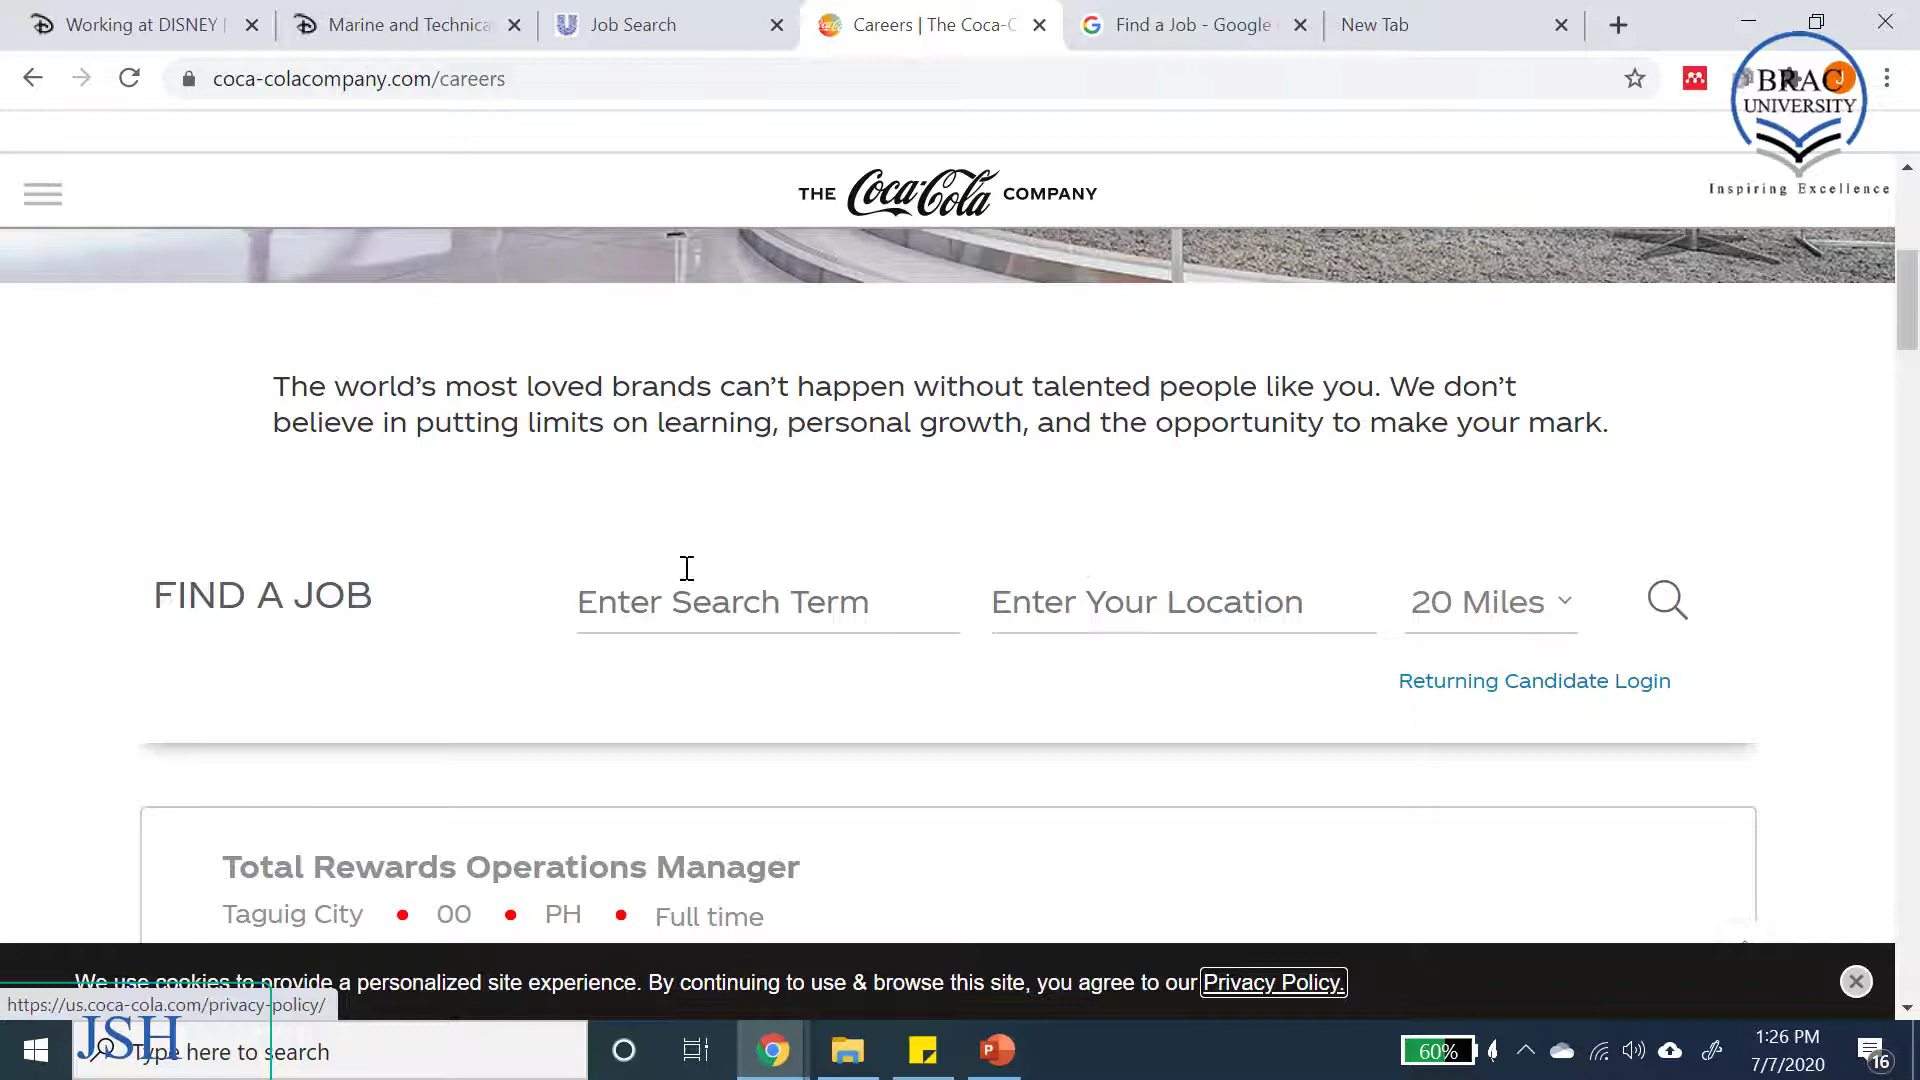 Working at DISNEY
Marine and Technica
Job Search
Careers | The Coca-C
Find a Job - Google
New Tab
coca-colacompany.com/careers
BRAC
UNIVERSITY
Inspiring Excellence
THE Coca-Cola COMPANY
The world’s most loved brands can’t happen without talented people like you. We don’t
believe in putting limits on learning, personal growth, and the opportunity to make your mark.
FIND A JOB
Enter Search Term
Enter Your Location
20 Miles
Returning Candidate Login
Total Rewards Operations Manager
Taguig City • 00 • PH • Full time
We use cookies to provide a personalized site experience. By continuing to use & browse this site, you agree to our Privacy Policy.
https://us.coca-cola.com/privacy-policy/
JSH
Type here to search
60%
1:26 PM
7/7/2020
16